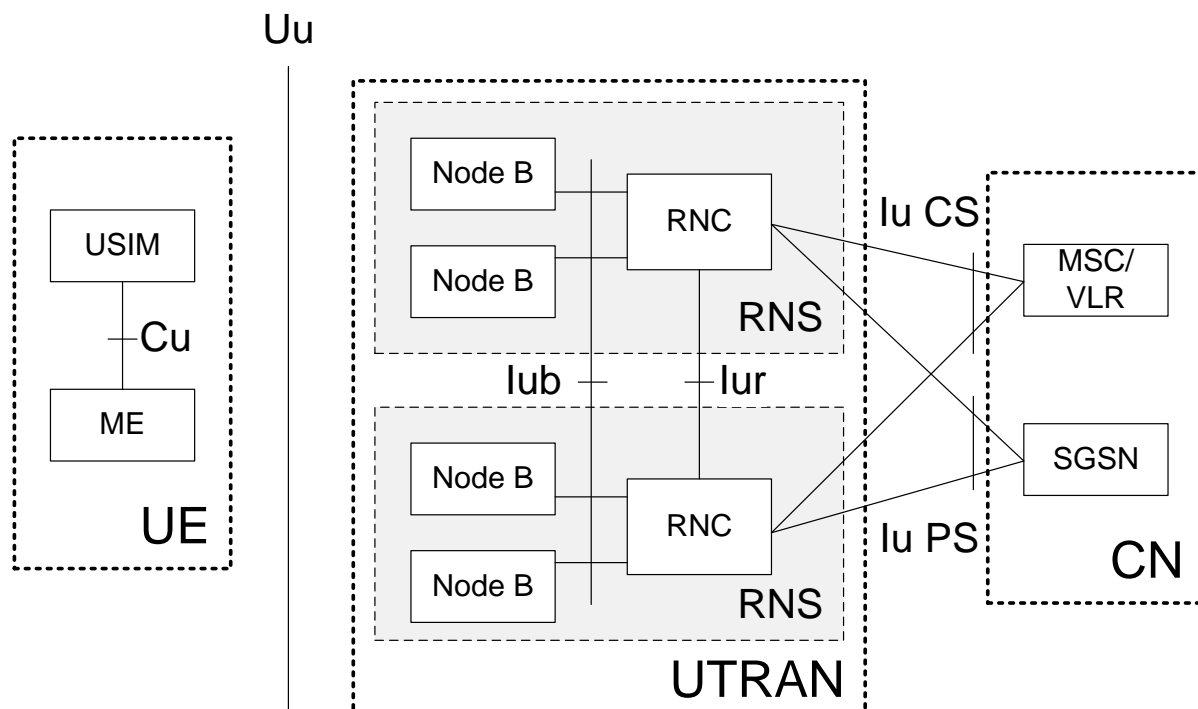 Uu
USIM
Cu
ME
UE
Node B
Node B
RNC
RNS
Iub
Iur
Node B
Node B
RNC
RNS
UTRAN
Iu CS
Iu PS
MSC/
VLR
SGSN
CN